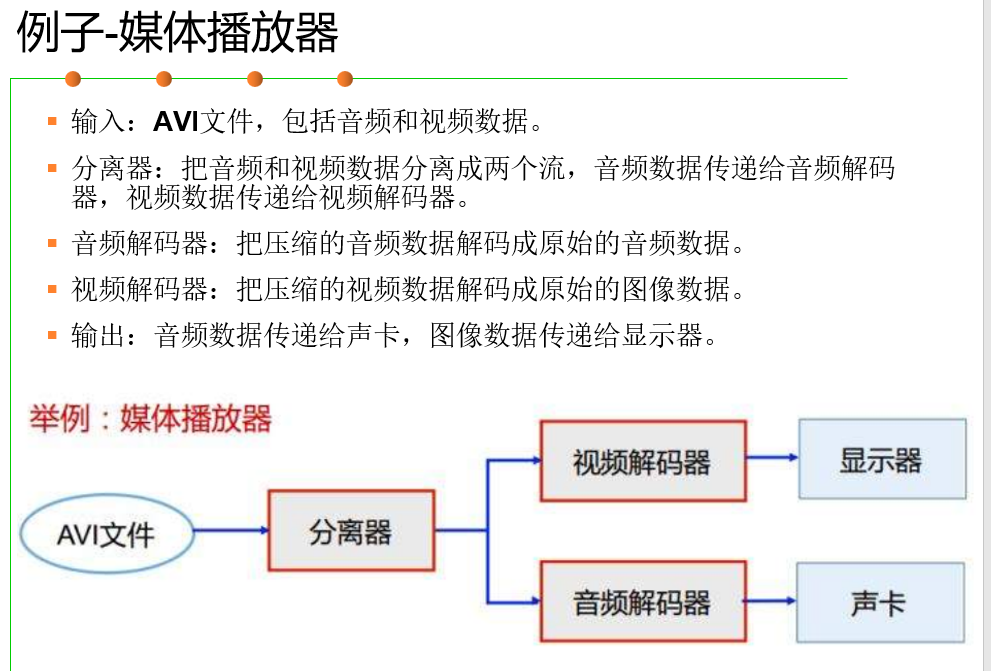 例子-媒体播放器
输入：AVI文件，包括音频和视频数据。
分离器：把音频和视频数据分离成两个流，音频数据传递给音频解码
器，视频数据传递给视频解码器。
音频解码器：把压缩的音频数据解码成原始的音频数据。
视频解码器：把压缩的视频数据解码成原始的图像数据。
输出：音频数据传递给声卡，图像数据传递给显示器。
举例：媒体播放器
AVI文件
分离器
视频解码器
显示器
音频解码器
声卡